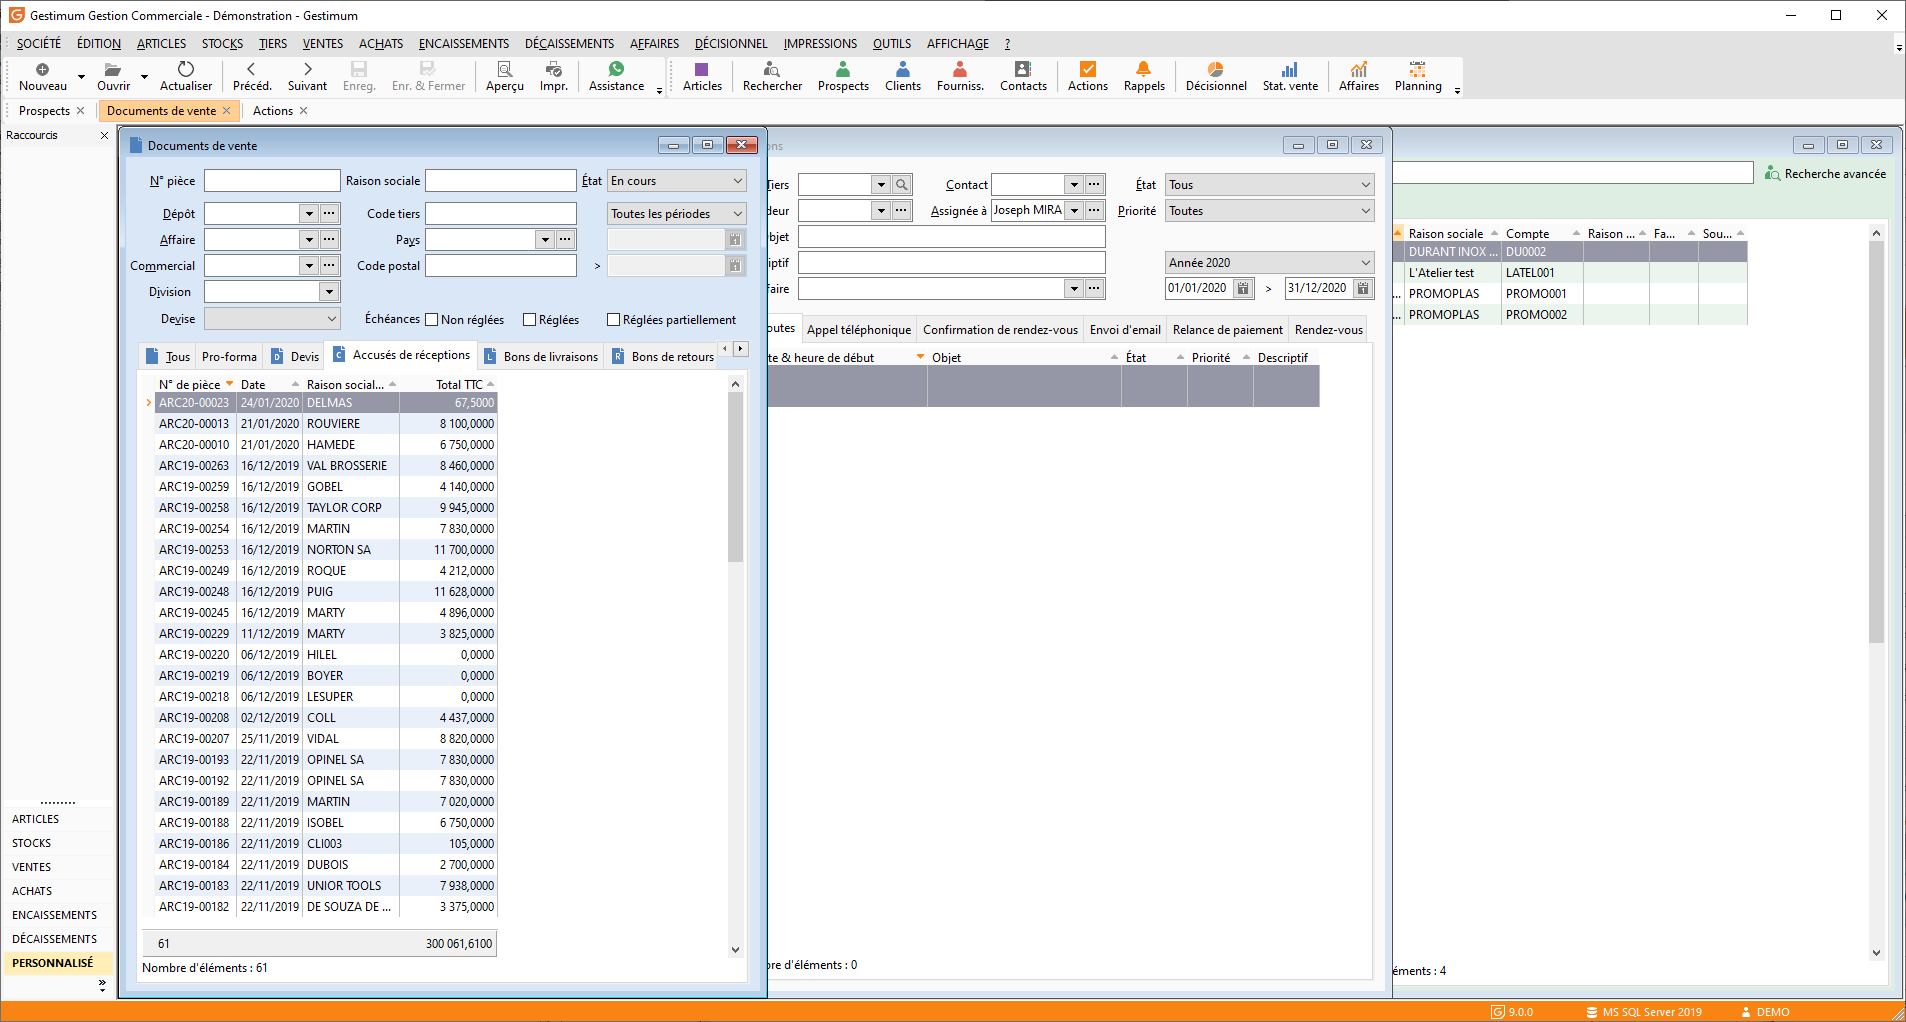 Gestimum Gestion Commerciale - Démonstration - Gestimum
SOCIÉTÉ ÉDITION ARTICLES STOCKS TIERS VENTES ACHATS ENCAISSEMENTS DÉCAISSEMENTS AFFAIRES DÉCISIONNEL IMPRESSIONS OUTILS AFFICHAGE ?
Nouveau Ouvrir Actualiser Précéd. Suivant Enreg. Enr. & Fermer Aperçu Impr. Assistance Articles Rechercher Prospects Clients Fourniss. Contacts Actions Rappels Décisionnel Stat. vente Affaires Planning
Prospects Documents de vente Actions
Raccourcis
ARTICLES
STOCKS
VENTES
ACHATS
ENCAISSEMENTS
DÉCAISSEMENTS
PERSONNALISÉ
Documents de vente
N° pièce Raison sociale État En cours
Dépôt Code tiers Toutes les périodes
Affaire Pays
Commercial Code postal >
Division
Devise Échéances Non réglées Réglées Réglées partiellement
Tous Pro-forma Devis Accusés de réceptions Bons de livraisons Bons de retours
N° de pièce Date Raison social... Total TTC
ARC20-00023 24/01/2020 DELMAS 67,5000
ARC20-00013 21/01/2020 ROUVIERE 8 100,0000
ARC20-00010 21/01/2020 HAMEDE 6 750,0000
ARC19-00263 16/12/2019 VAL BROSSERIE 8 460,0000
ARC19-00259 16/12/2019 GOBEL 4 140,0000
ARC19-00258 16/12/2019 TAYLOR CORP 9 945,0000
ARC19-00254 16/12/2019 MARTIN 7 830,0000
ARC19-00253 16/12/2019 NORTON SA 11 700,0000
ARC19-00249 16/12/2019 ROQUE 4 212,0000
ARC19-00248 16/12/2019 PUIG 11 628,0000
ARC19-00245 16/12/2019 MARTY 4 896,0000
ARC19-00229 11/12/2019 MARTY 3 825,0000
ARC19-00220 06/12/2019 HILEL 0,0000
ARC19-00219 06/12/2019 BOYER 0,0000
ARC19-00218 06/12/2019 LESUPER 0,0000
ARC19-00208 02/12/2019 COLL 4 437,0000
ARC19-00207 25/11/2019 VIDAL 8 820,0000
ARC19-00193 22/11/2019 OPINEL SA 7 830,0000
ARC19-00192 22/11/2019 OPINEL SA 7 830,0000
ARC19-00189 22/11/2019 MARTIN 7 020,0000
ARC19-00188 22/11/2019 ISOBEL 6 750,0000
ARC19-00186 22/11/2019 CLI003 105,0000
ARC19-00184 22/11/2019 DUBOIS 2 700,0000
ARC19-00183 22/11/2019 UNIOR TOOLS 7 938,0000
ARC19-00182 22/11/2019 DE SOUZA DE ... 3 375,0000
61 300 061,6100
Nombre d'éléments : 61
ons
Tiers Contact État Tous
deur Assignée à Joseph MIRA Priorité Toutes
bjet
iptif Année 2020
faire 01/01/2020 > 31/12/2020
outes Appel téléphonique Confirmation de rendez-vous Envoi d'email Relance de paiement Rendez-vous
te & heure de début Objet État Priorité Descriptif
bre d'éléments : 0
Recherche avancée
Raison sociale Compte Raison ... Fa... Sou...
DURANT INOX ... DU0002
L'Atelier test LATEL001
... PROMOPLAS PROMO001
... PROMOPLAS PROMO002
éments : 4
9.0.0 MS SQL Server 2019 DEMO